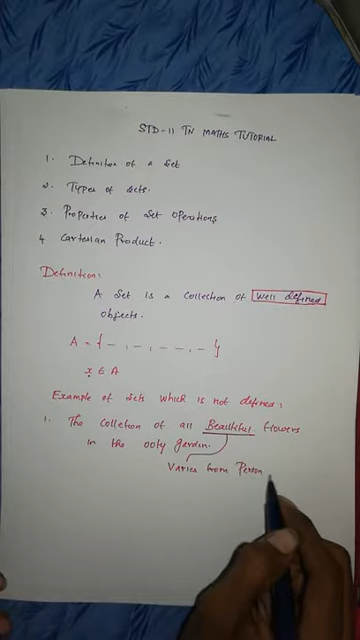 STD-11 TN MATHS TUTORIAL
1. Definition of a Set
2. Types of Sets.
3. Properties of Set Operations
4 Cartesian Product.
Definition:
A Set is a Collection of well defined
objects.
A = { – , – , – – , – }
x ∈ A
Example of Sets which is not defined:
1. The Colletion of all Beautiful flowers
in the ooty garden.
Varies from Person